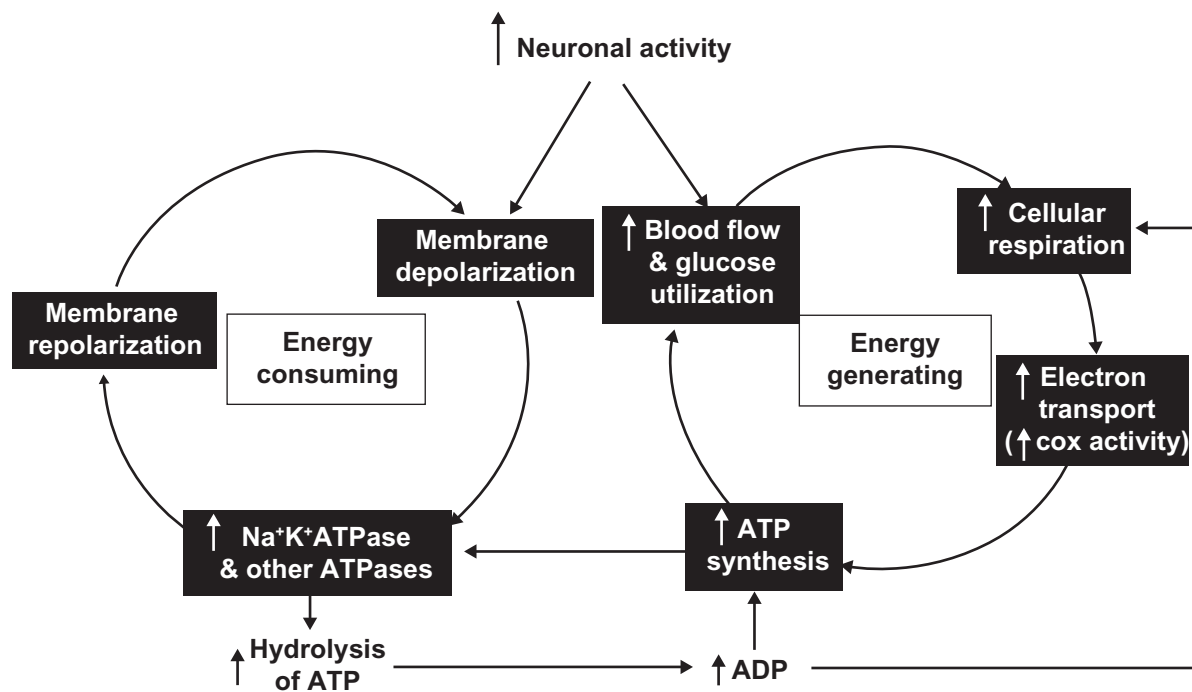 ↑ Neuronal activity
Membrane
depolarization
↑ Blood flow
& glucose
utilization
↑ Cellular
respiration
Membrane
repolarization
Energy
consuming
Energy
generating
↑ Electron
transport
(↑ cox activity)
↑ Na⁺K⁺ATPase
& other ATPases
↑ ATP
synthesis
↑ Hydrolysis
of ATP
↑ ADP